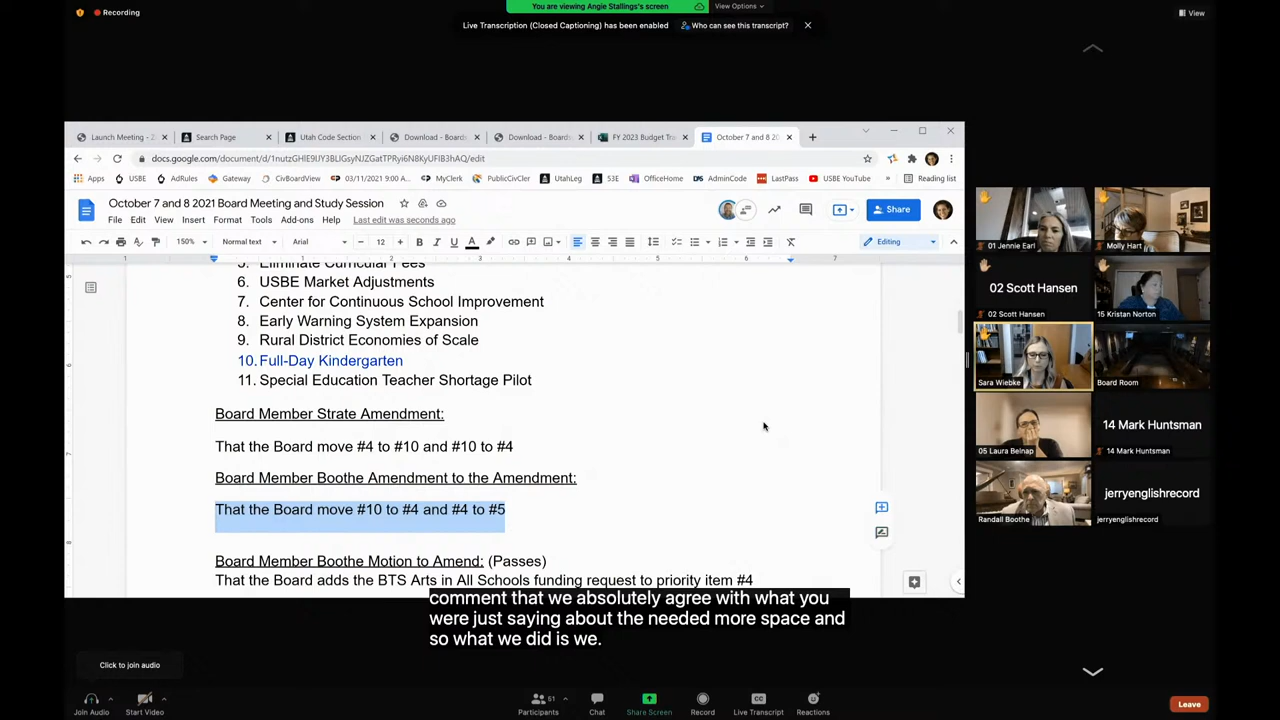 Recording
You are viewing Angie Stallings's screen
View Options
Live Transcription (Closed Captioning) has been enabled
Who can see this transcript?
View
Launch Meeting - Z
Search Page
Utah Code Section
Download - Boards
Download - Boards
FY 2023 Budget Tra
October 7 and 8 20
docs.google.com/document/d/
/edit
Apps
USBE
AdRules
Gateway
CivBoardVIEW
03/11/2021 9:00 A...
MyClerk
PublicCivicCler
UtahLeg
S3E
OfficeHome
AdminCode
LastPass
USBE YouTube
Reading list
October 7 and 8 2021 Board Meeting and Study Session
File Edit View Insert Format Tools Add-ons Help Last edit was seconds ago
Share
150% Normal text Arial 12 Editing
1 1 2 3 4 5 6 7
5. Eliminate Curricular Fees
6. USBE Market Adjustments
7. Center for Continuous School Improvement
8. Early Warning System Expansion
9. Rural District Economies of Scale
10. Full-Day Kindergarten
11. Special Education Teacher Shortage Pilot
Board Member Strate Amendment:
That the Board move #4 to #10 and #10 to #4
Board Member Boothe Amendment to the Amendment:
That the Board move #10 to #4 and #4 to #5
Board Member Boothe Motion to Amend: (Passes)
That the Board adds the BTS Arts in All Schools funding request to priority item #4
comment that we absolutely agree with what you
were just saying about the needed more space and
so what we did is we.
01 Jennie Earl
Molly Hart
02 Scott Hansen
02 Scott Hansen
15 Kristan Norton
Sara Wiebke
Board Room
05 Laura Belnap
14 Mark Huntsman
14 Mark Huntsman
Randall Boothe
jerryenglishrecord
jerryenglishrecord
Click to join audio
Join Audio
Start Video
51
Participants
Chat
Share Screen
Record
Live Transcript
Reactions
Leave